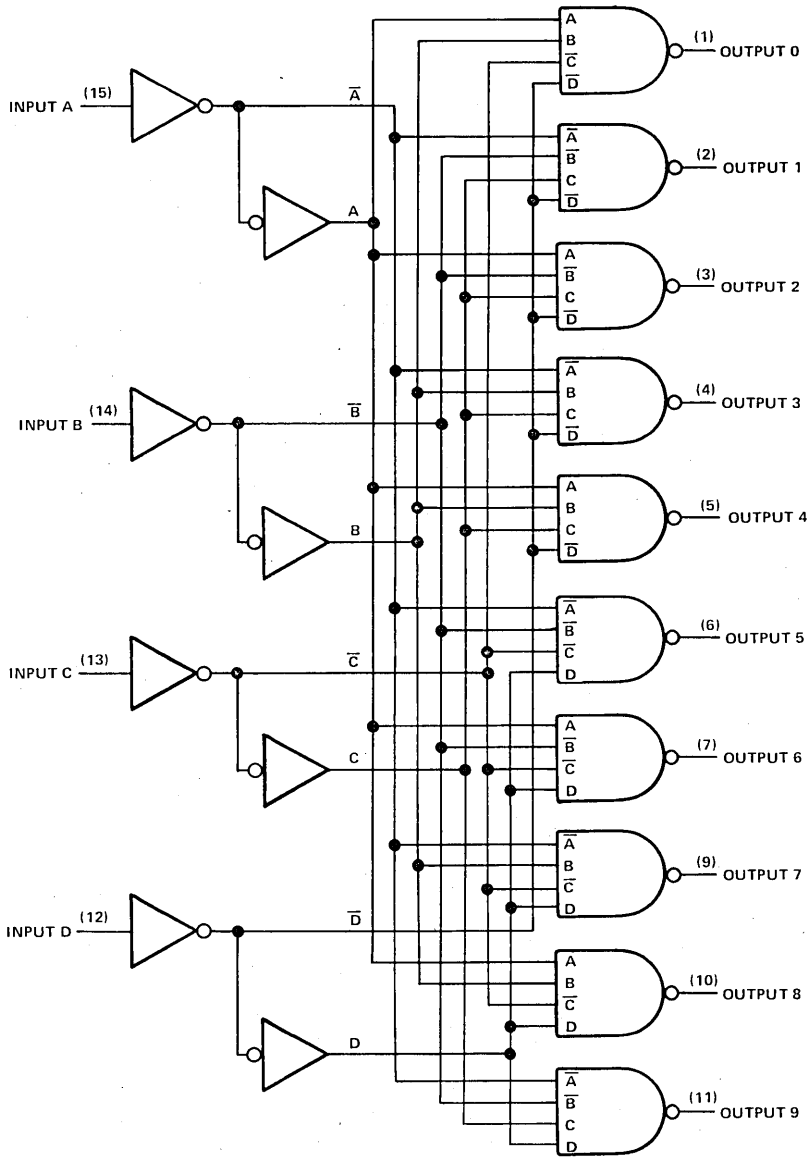 A
B
C̅
D̅
(1)
OUTPUT 0
INPUT A
(15)
A̅
A̅
B̅
C
D̅
(2)
OUTPUT 1
A
A
B̅
C
D̅
(3)
OUTPUT 2
A̅
B
C
D̅
(4)
OUTPUT 3
INPUT B
(14)
B̅
A
B
C
D̅
(5)
OUTPUT 4
B
A̅
B̅
C̅
D
(6)
OUTPUT 5
INPUT C
(13)
C̅
A
B̅
C̅
D
(7)
OUTPUT 6
C
A̅
B
C̅
D
(9)
OUTPUT 7
INPUT D
(12)
D̅
A
B
C̅
D
(10)
OUTPUT 8
D
A̅
B̅
C
D
(11)
OUTPUT 9